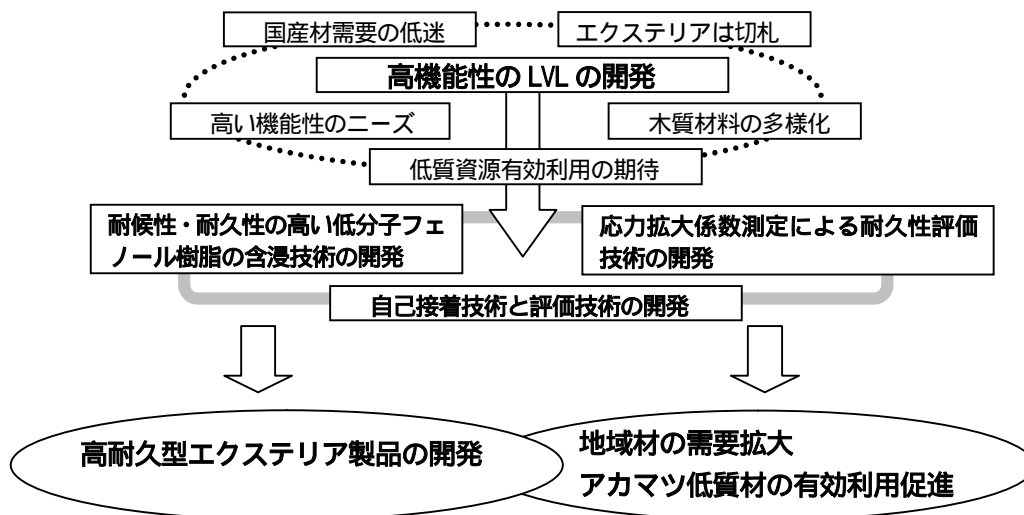 国産材需要の低迷
エクステリアは切札
高機能性の LVL の開発
高い機能性のニーズ
木質材料の多様化
低質資源有効利用の期待
耐候性・耐久性の高い低分子フェ
ノール樹脂の含浸技術の開発
応力拡大係数測定による耐久性評価
技術の開発
自己接着技術と評価技術の開発
高耐久型エクステリア製品の開発
地域材の需要拡大
アカマツ低質材の有効利用促進